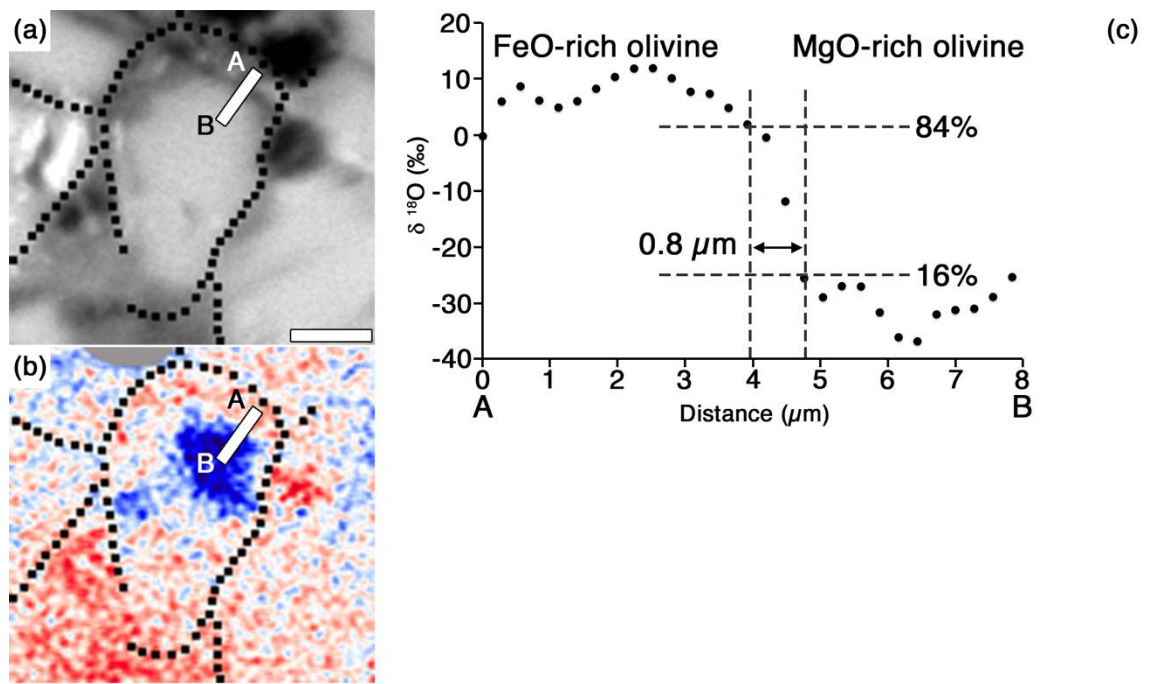 (a)
A
B
(b)
A
B
(c)
20
FeO-rich olivine MgO-rich olivine
10
0
84%
-10
δ ¹⁸O (‰)
0.8 µm
-20
16%
-30
-40
0 1 2 3 4 5 6 7 8
A Distance (µm) B